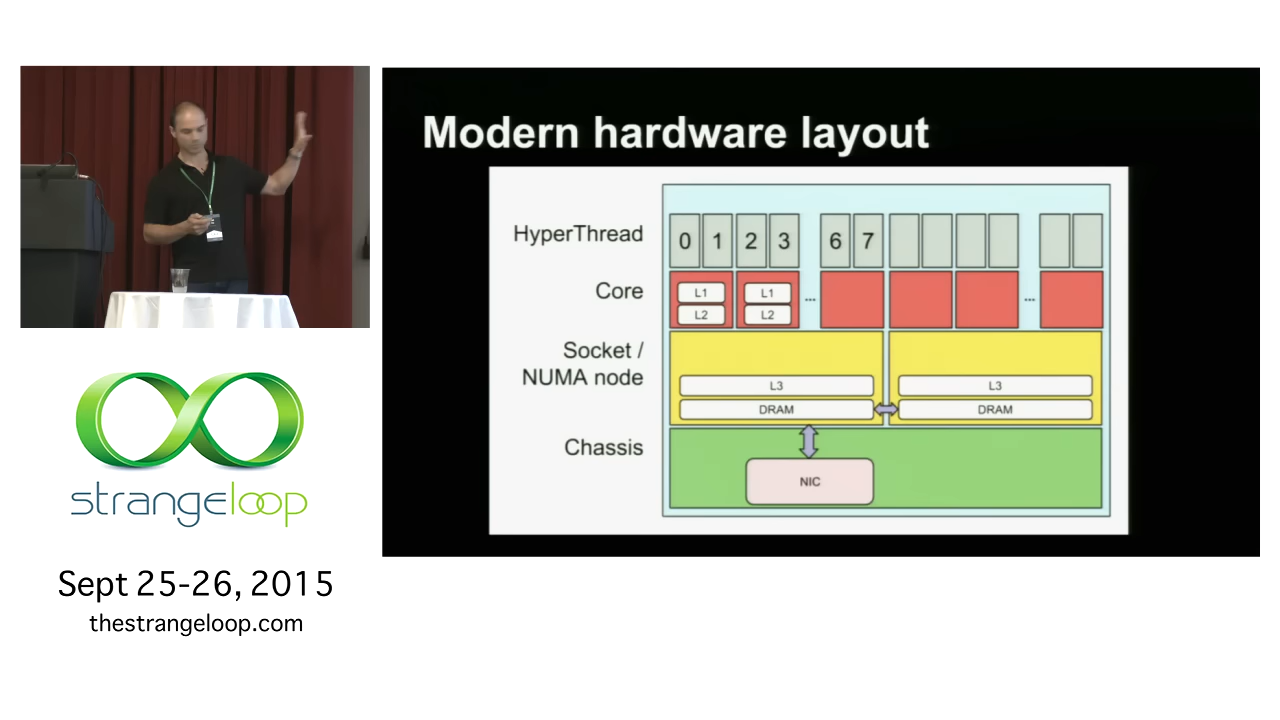 Modern hardware layout
HyperThread
0 1 2 3 6 7
Core
L1 L1
L2 L2
... ...
Socket /
NUMA node
L3 L3
DRAM DRAM
Chassis
NIC
strangeloop
Sept 25-26, 2015
thestrangeloop.com